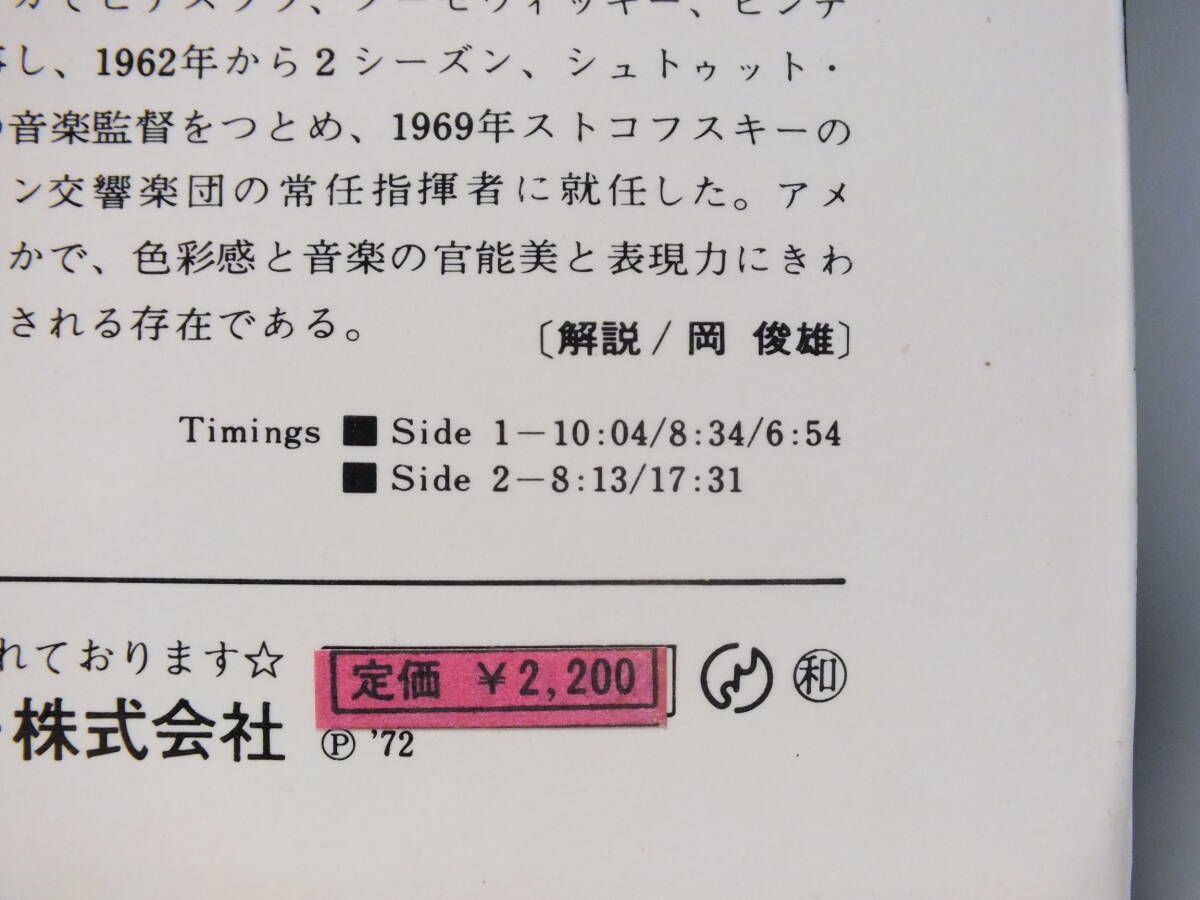 し、1962年から2シーズン、シュトゥット・
音楽監督をつとめ、1969年ストコフスキーの
ン交響楽団の常任指揮者に就任した。アメ
かで、色彩感と音楽の官能美と表現力にきわ
される存在である。
〔解説/岡 俊雄〕
Timings ■ Side 1－10:04/8:34/6:54
■ Side 2－8:13/17:31
れております☆
定価 ¥2,200
㊓
株式会社
Ⓟ '72